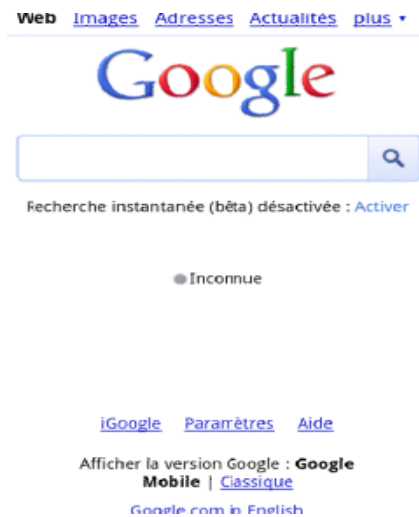 Web Images Adresses Actualités plus ▾
Google
Recherche instantanée (bêta) désactivée : Activer
Inconnue
iGoogle Paramètres Aide
Afficher la version Google : Google
Mobile | Classique
Google.com in English